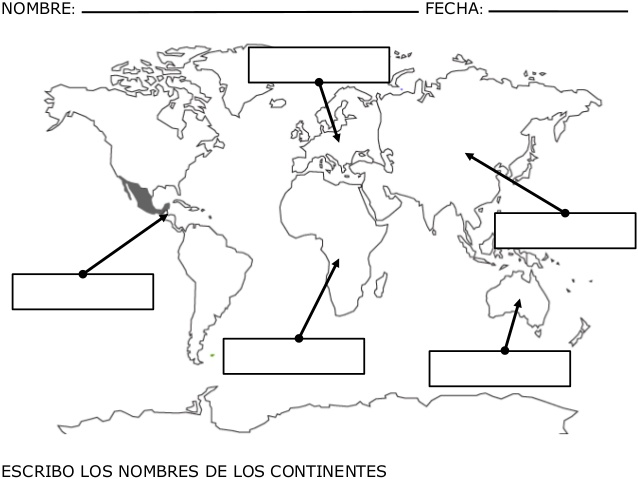 NOMBRE: FECHA:
ESCRIBO LOS NOMBRES DE LOS CONTINENTES